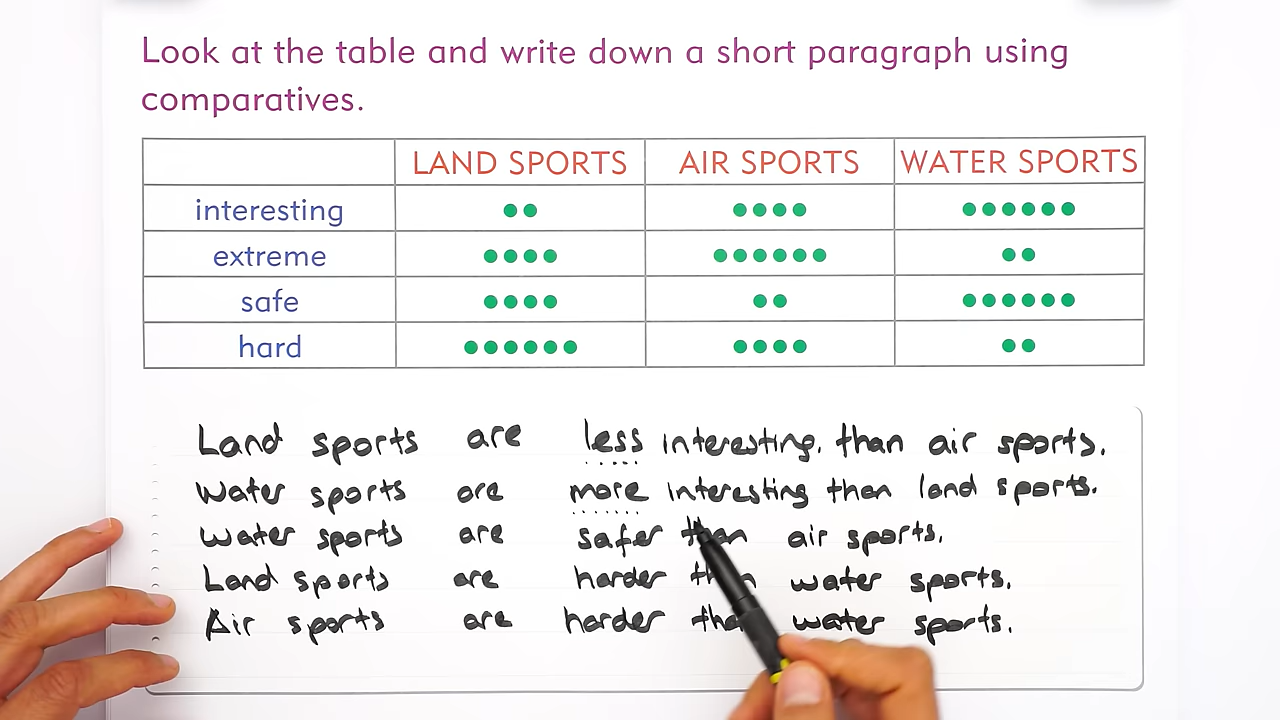 Look at the table and write down a short paragraph using
comparatives.
LAND SPORTS AIR SPORTS WATER SPORTS
interesting
extreme
safe
hard
Land sports are less interesting. than air sports.
Water sports are more interesting than land sports.
Water sports are safer than air sports.
Land sports are harder than water sports.
Air sports are harder than water sports.